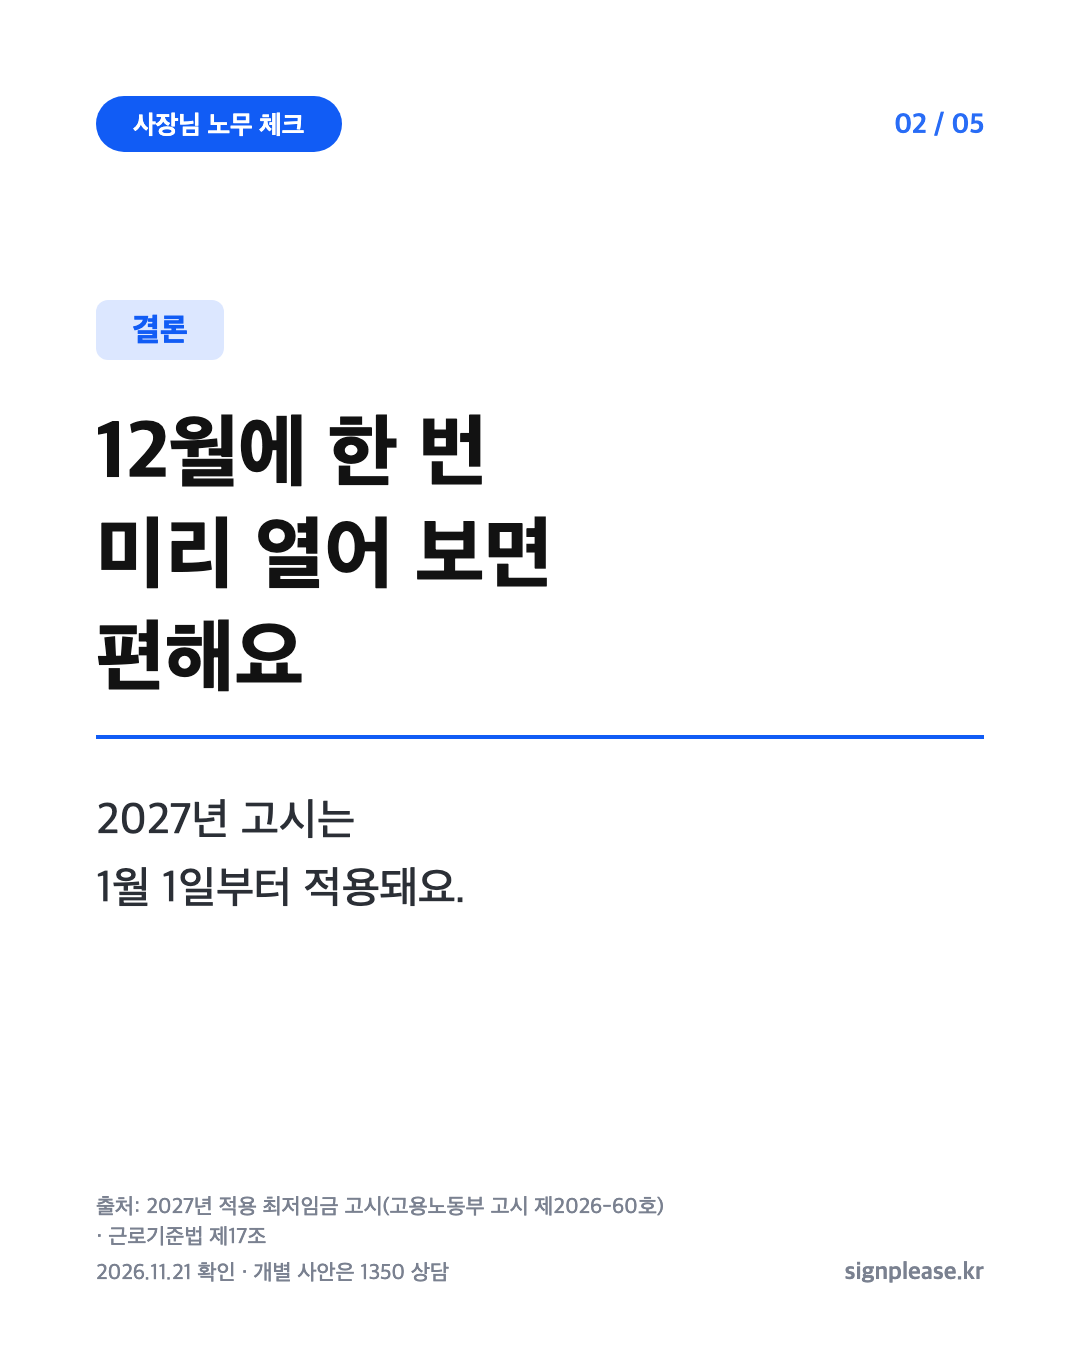 사장님 노무 체크
02 / 05
결론
12월에 한 번
미리 열어 보면
편해요
2027년 고시는
1월 1일부터 적용돼요.
출처: 2027년 적용 최저임금 고시(고용노동부 고시 제2026-60호)
· 근로기준법 제17조
2026.11.21 확인 · 개별 사안은 1350 상담
signplease.kr